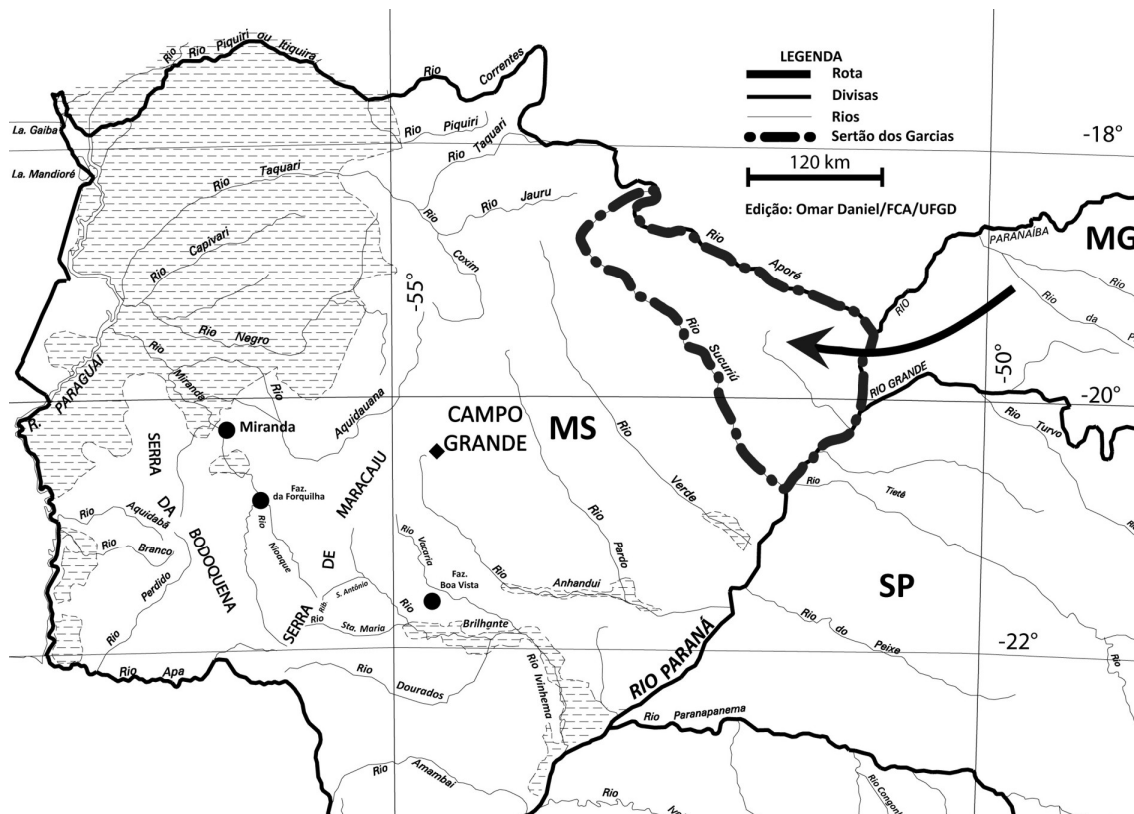 LEGENDA
Rota
Divisas
Rios
Sertão dos Garcias
120 km
Edição: Omar Daniel/FCA/UFGD
Rio
Rio Piquiri ou Itiquira
Rio Correntes
La. Gaiba
La. Mandioré
Rio Piquiri
Rio Taquari
Rio Taquari
-18°
Rio Jauru
Rio Capivari
Rio Coxim
-55°
Rio Negro
Rio Aporé
PARANAÍBA
RIO
MG
Rio
Rio da
-50°
R. PARAGUAI
Rio Miranda
Rio Aquidauana
Rio Sucuriú
RIO GRANDE
-20°
Rio Turvo
Miranda
CAMPO GRANDE
MS
SERRA DA BODOQUENA
Faz. da Forquilha
SERRA DE MARACAJU
Rio Verde
Rio Tietê
Rio Aquidabã
Rio Branco
Rio Perdido
Rio Nioaque
Rio Vacaria
Faz. Boa Vista
Rio Pardo
Anhandui
SP
Rib. S. Antônio
Rio Sta. Maria
Rio Brilhante
Rio do Peixe
Rio
-22°
Rio Apa
Rio Dourados
Rio Ivinhema
RIO PARANÁ
Rio Paranapanema
Rio Amambai
Rio